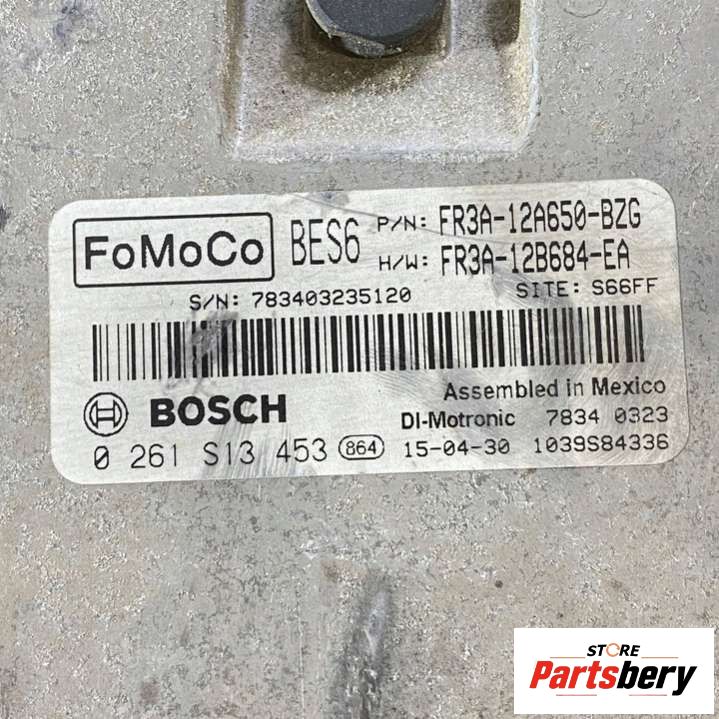 FoMoCo BES6 P/N: FR3A-12A650-BZG
H/W: FR3A-12B684-EA
S/N: 783403235120 SITE: S66FF
Assembled in Mexico
BOSCH DI-Motronic 7834 0323
0 261 S13 453 864 15-04-30 1039S84336
STORE
Partsbery